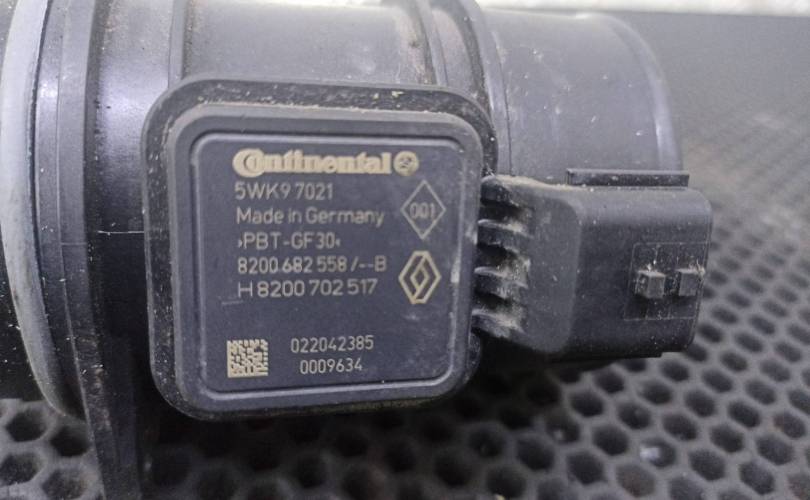 Continental
5WK9 7021
Made in Germany
001
›PBT-GF30‹
8200 682 558 /--B
H 8200 702 517
022042385
0009634